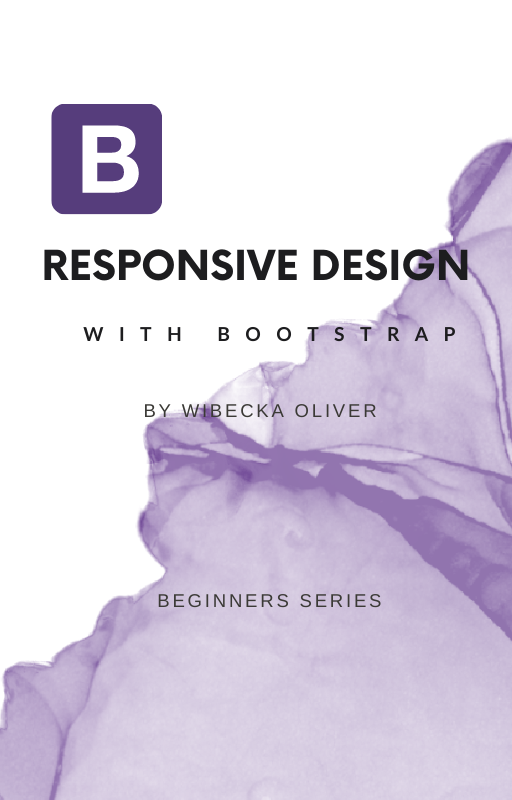 B
RESPONSIVE DESIGN
WITH BOOTSTRAP
BY WIBECKA OLIVER
BEGINNERS SERIES